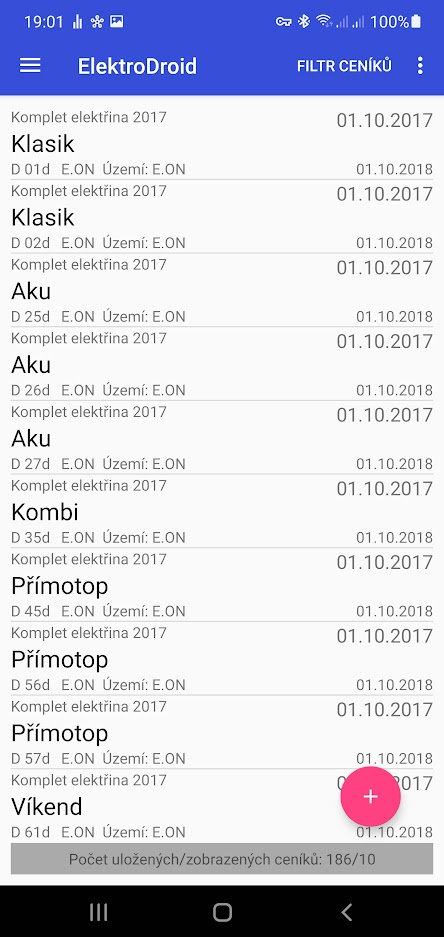 19:01 100%
ElektroDroid FILTR CENÍKŮ
Komplet elektřina 2017 01.10.2017
Klasik
D 01d E.ON Území: E.ON 01.10.2018
Komplet elektřina 2017 01.10.2017
Klasik
D 02d E.ON Území: E.ON 01.10.2018
Komplet elektřina 2017 01.10.2017
Aku
D 25d E.ON Území: E.ON 01.10.2018
Komplet elektřina 2017 01.10.2017
Aku
D 26d E.ON Území: E.ON 01.10.2018
Komplet elektřina 2017 01.10.2017
Aku
D 27d E.ON Území: E.ON 01.10.2018
Komplet elektřina 2017 01.10.2017
Kombi
D 35d E.ON Území: E.ON 01.10.2018
Komplet elektřina 2017 01.10.2017
Přímotop
D 45d E.ON Území: E.ON 01.10.2018
Komplet elektřina 2017 01.10.2017
Přímotop
D 56d E.ON Území: E.ON 01.10.2018
Komplet elektřina 2017 01.10.2017
Přímotop
D 57d E.ON Území: E.ON 01.10.2018
Komplet elektřina 2017
Víkend
D 61d E.ON Území: E.ON 01.10.2018
Počet uložených/zobrazených ceníků: 186/10